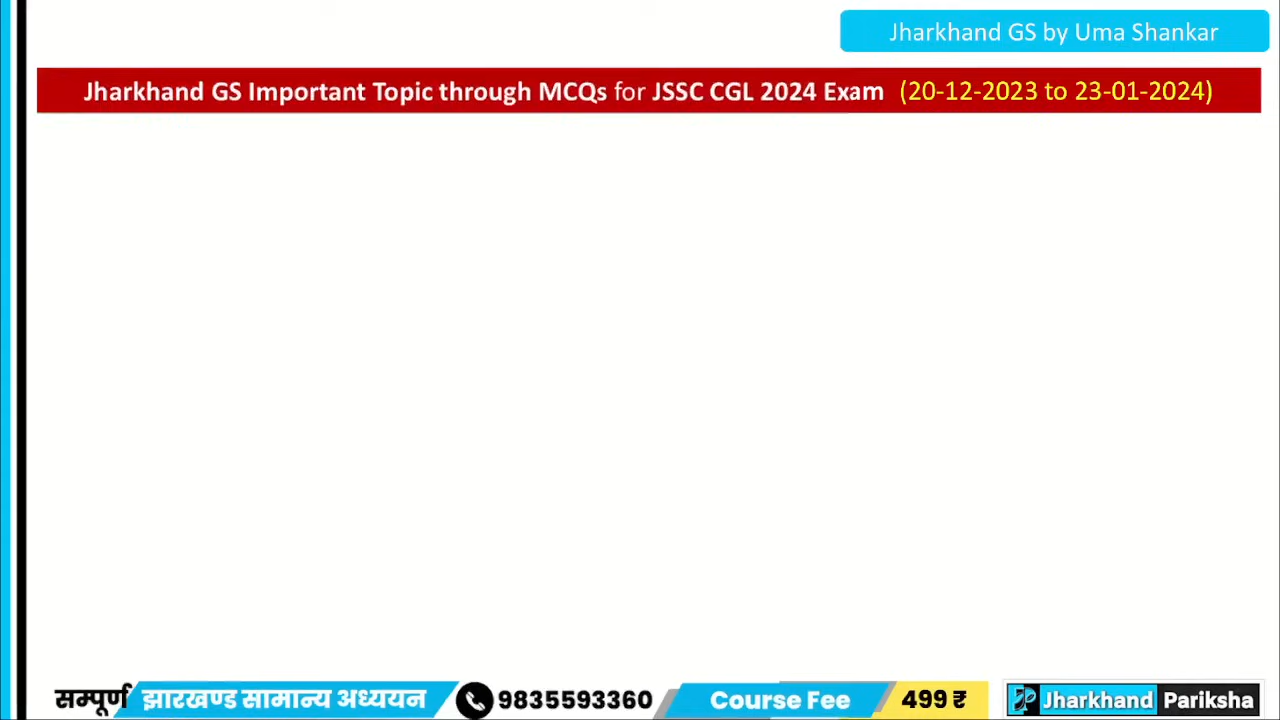 Jharkhand GS by Uma Shankar
Jharkhand GS Important Topic through MCQs for JSSC CGL 2024 Exam (20-12-2023 to 23-01-2024)
सम्पूर्ण झारखण्ड सामान्य अध्ययन 9835593360 Course Fee 499 ₹ JP Jharkhand Pariksha